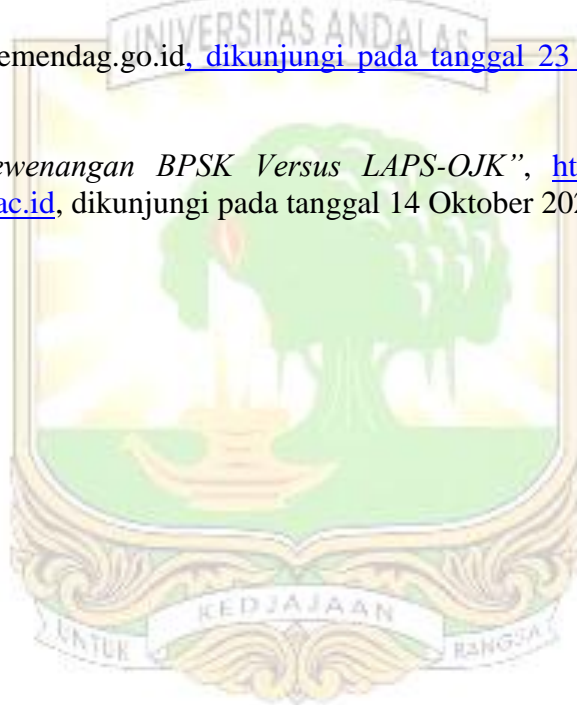 UNIVERSITAS ANDALAS
emendag.go.id, dikunjungi pada tanggal 23
ewenangan BPSK Versus LAPS-OJK”, ht
ac.id, dikunjungi pada tanggal 14 Oktober 202
KEDJAJAAN
UNTUK BANGSA